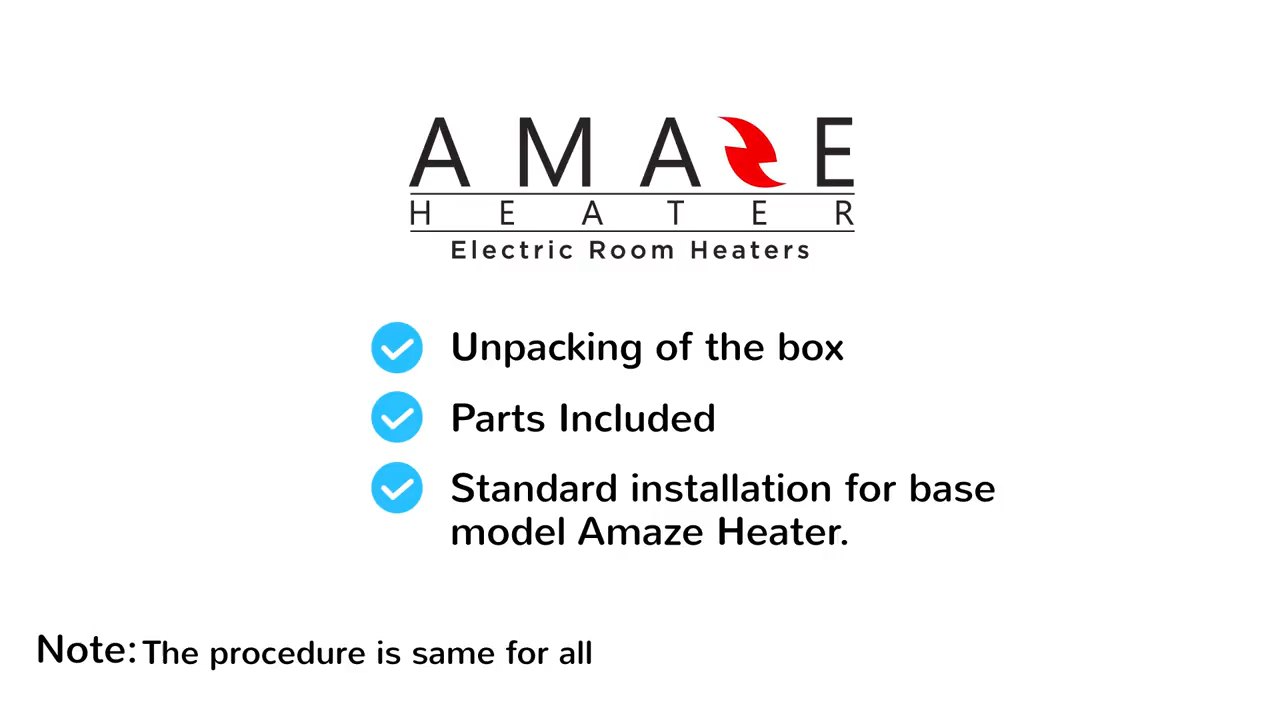 AMAZE
HEATER
Electric Room Heaters
Unpacking of the box
Parts Included
Standard installation for base
model Amaze Heater.
Note: The procedure is same for all